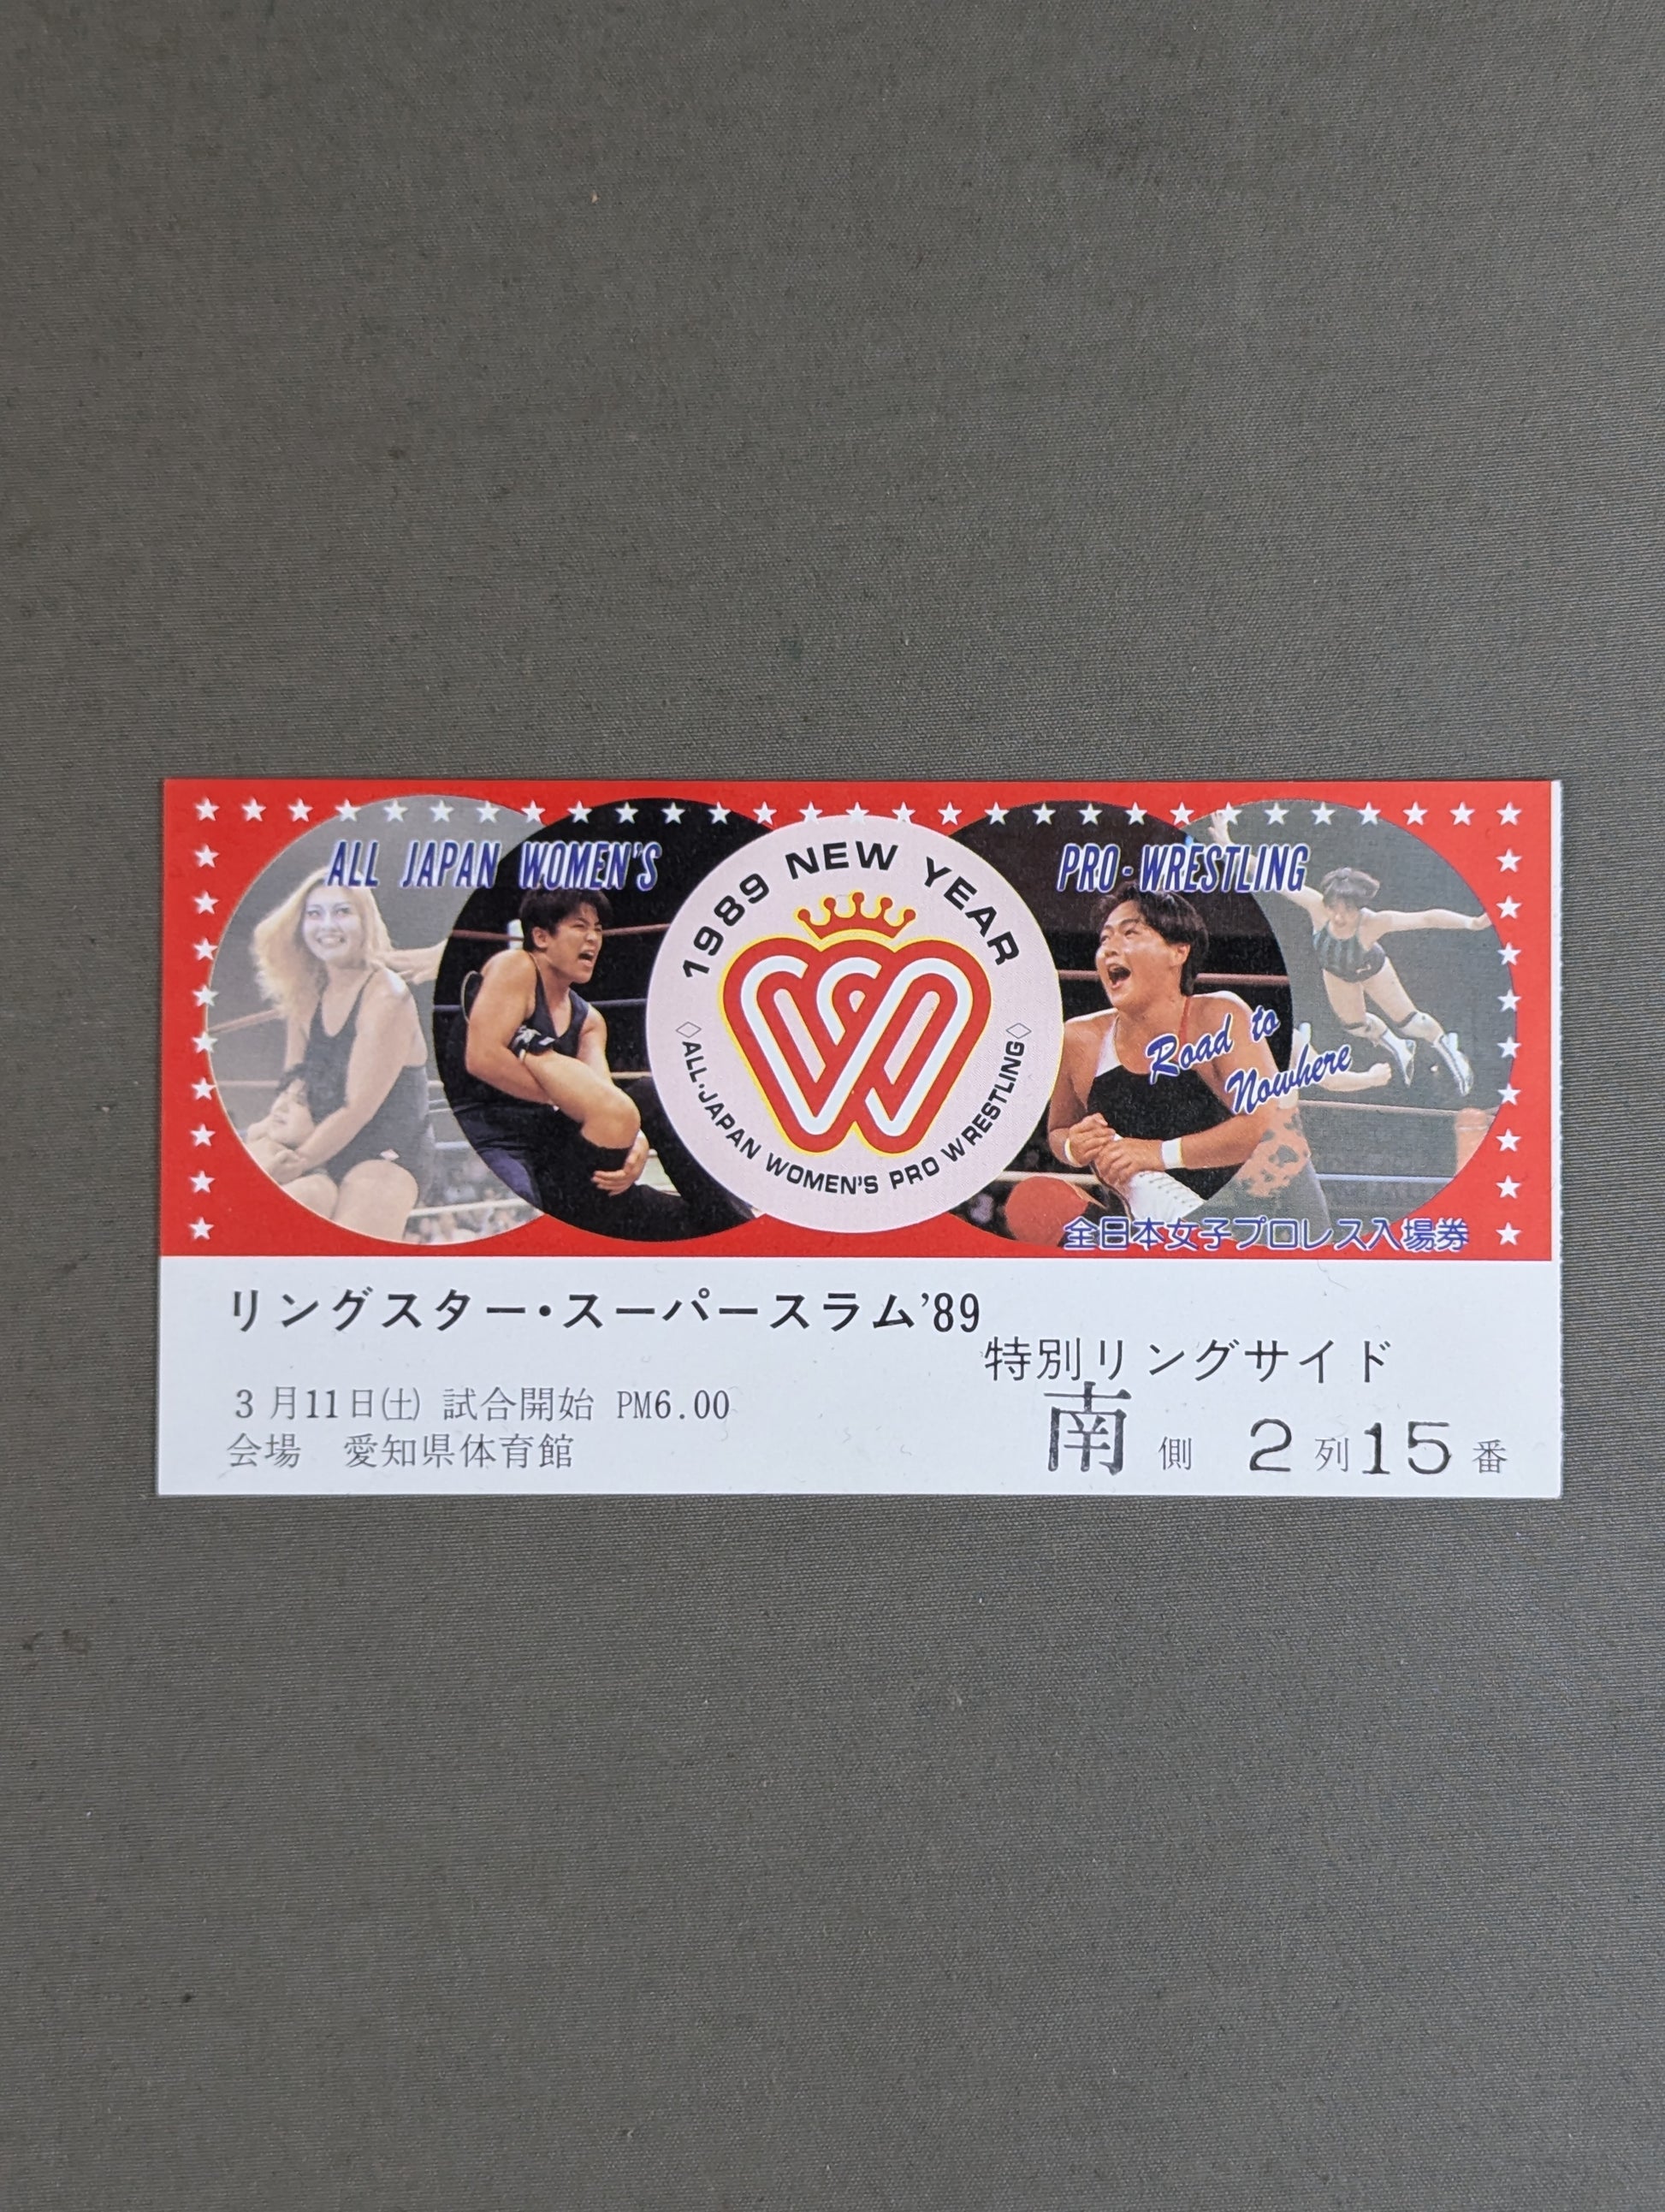 ALL JAPAN WOMEN'S
PRO-WRESTLING
1989 NEW YEAR
◇ALL・JAPAN WOMEN'S PRO WRESTLING◇
Road to
Nowhere
全日本女子プロレス入場券
リングスター・スーパースラム'89
特別リングサイド
3月11日(土) 試合開始 PM6.00
会場 愛知県体育館
南側 2列15番